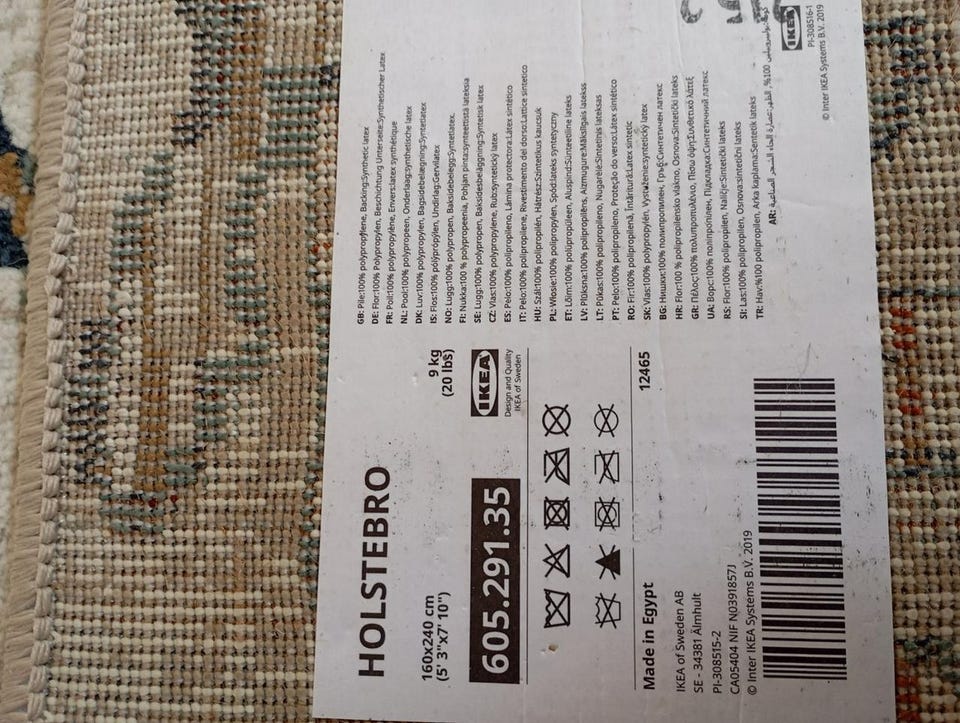 HOLSTEBRO
160x240 cm
(5' 3"x7' 10")
9 kg
(20 lbs)
605.291.35
IKEA
Design and Quality
IKEA of Sweden
Made in Egypt
12465
IKEA of Sweden AB
SE - 34381 Älmhult
PI-308515-2
CA05404 NIF N0391857J
© Inter IKEA Systems B.V. 2019
GB: Pile:100% polypropylene, Backing:Synthetic latex
DE: Flor:100% Polypropylen, Beschichtung Unterseite:Synthetischer Latex
FR: Poil:100% polypropylène, Envers:latex synthétique
NL: Pool:100% polypropeen, Onderlaag:synthetische latex
DK: Luv:100% polypropylen, Bagsidebelægning:Syntetlatex
IS: Flos:100% pólýprópýlen, Undirlag:Gervilatex
NO: Lugg:100% polypropen, Baksidebelegg:Syntetlatex.
FI: Nukka:100 % polypropeenia, Pohjan pinta:synteettistä lateksia
SE: Lugg:100% polypropen, Baksidesbeläggning:Syntetisk latex
CZ: Vlas:100% polypropylene, Rub:syntetický latex
ES: Pelo:100% polipropileno, Lámina protectora:Látex sintético
IT: Pelo:100% polipropilene, Rivestimento del dorso:Lattice sintetico
HU: Szál:100% polipropilén, Hátrész:Szintetikus kaucsuk
PL: Włosie:100% polipropylen, Spód:lateks syntetyczny
ET: Lõim:100% polüpropüleen, Aluspind:Sünteetiline lateks
LV: Plūksna:100% polipropilēns, Aizmugure:Mākslīgais latekss
LT: Pūkas:100% polipropileno, Nugarėlė:Sintetinis lateksas
PT: Pelo:100% polipropileno, Proteção do verso:Látex sintético
RO: Fir:100% polipropilenă, Întăritură:Latex sintetic
SK: Vlas:100% polypropylén, Vystuženie:syntetický latex
BG: Нишки:100% полипропилен, Гръб:Синтетичен латекс
HR: Flor:100 % polipropilensko vlakno, Osnova:Sintetički lateks
GR: Πέλος:100% πολυπροπυλένιο, Πίσω όψη:Συνθετικό λάτεξ
UA: Ворс:100% поліпропілен, Підкладка:Синтетичний латекс
RS: Flor:100% polipropilen, Naličje:Sintetički lateks
SI: Las:100% polipropilen, Osnova:sintetični lateks
TR: Hav:%100 polipropilen, Arka kaplama:Sentetik lateks
AR:
IKEA
PI-308516-1
© Inter IKEA Systems B.V. 2019